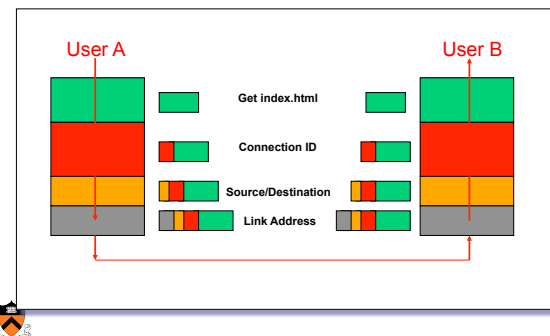 User A
User B
Get index.html
Connection ID
Source/Destination
Link Address